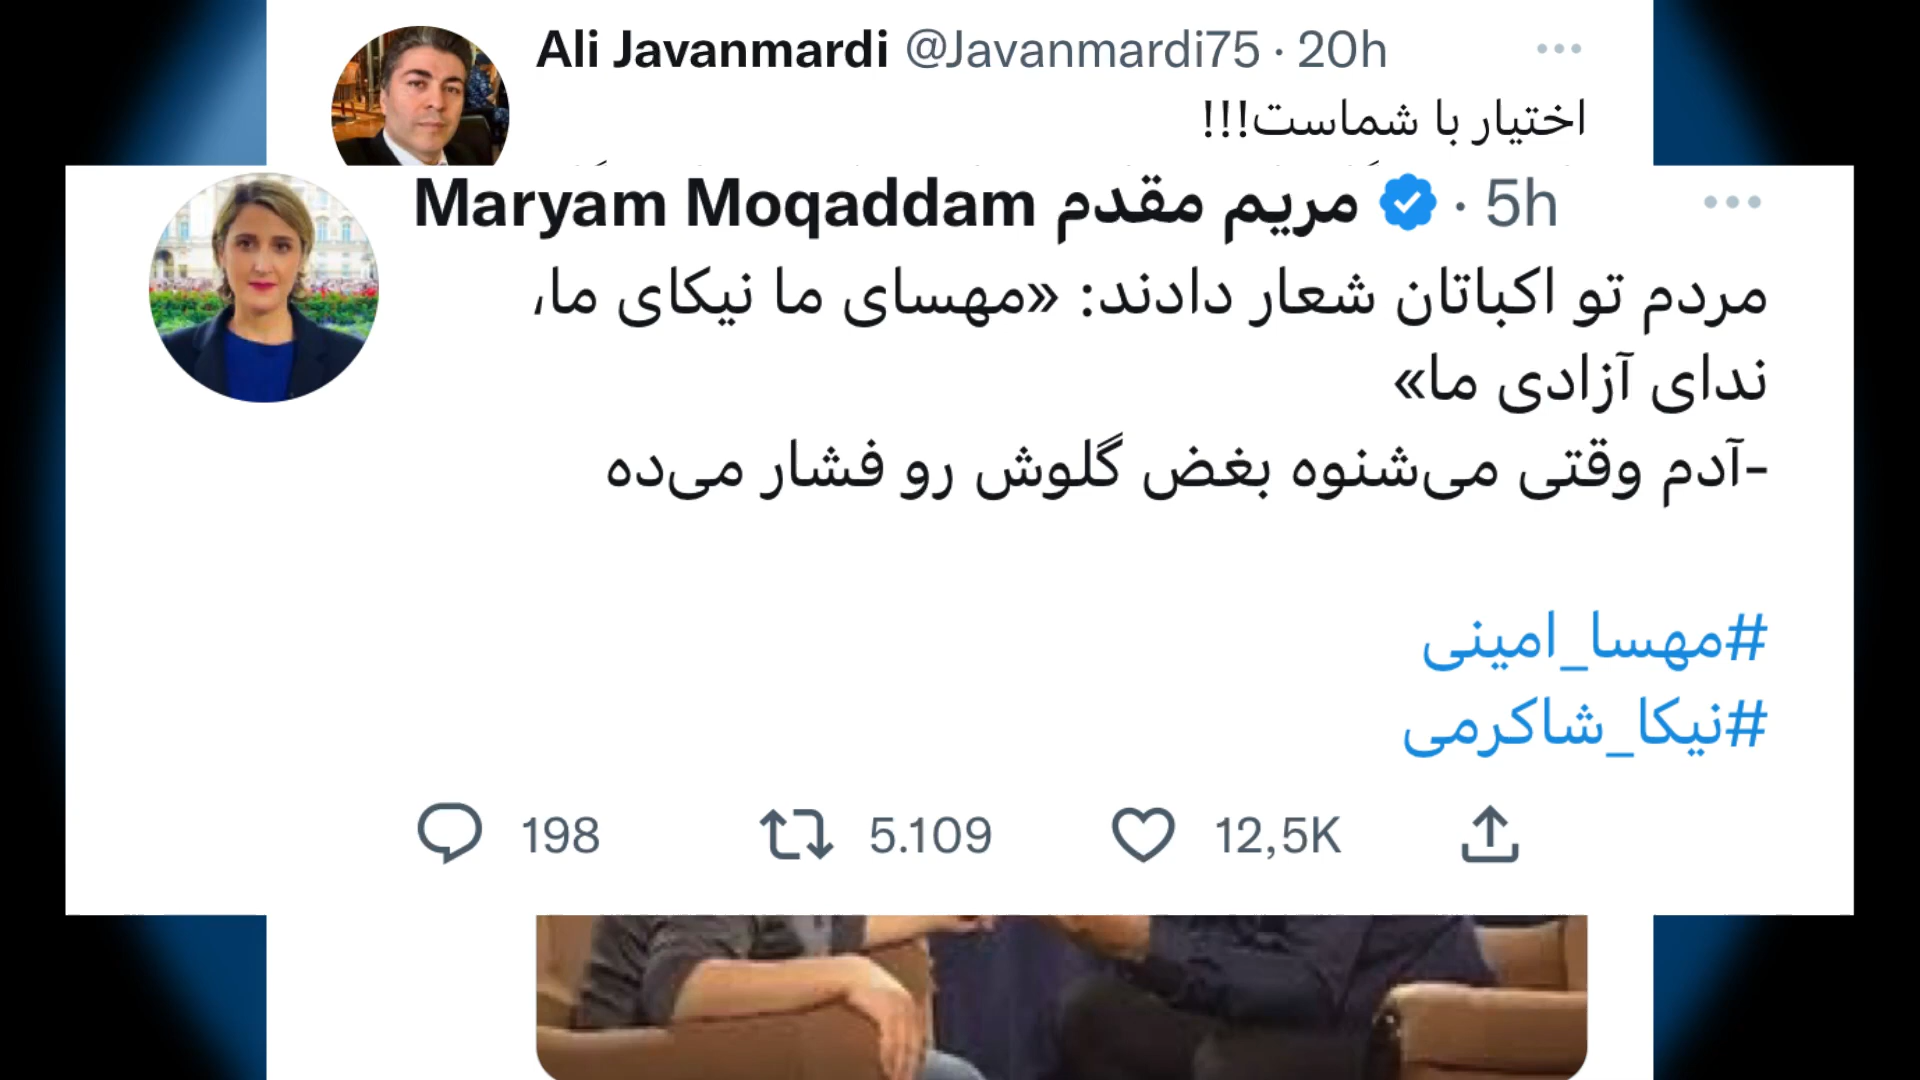 Ali Javanmardi @Javanmardi75 · 20h
اختیار با شماست!!!
Maryam Moqaddam مریم مقدم · 5h
مردم تو اکباتان شعار دادند: «مهسای ما نیکای ما،
ندای آزادی ما»
-آدم وقتی می‌شنوه بغض گلوش رو فشار می‌ده
#مهسا_امینی
#نیکا_شاکرمی
198 5.109 12,5K